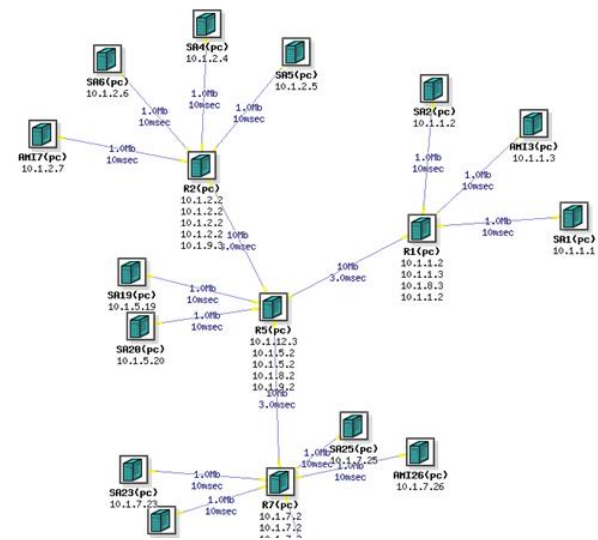 SA4(pc)
10.1.2.4
SA6(pc)
10.1.2.6
SA5(pc)
10.1.2.5
1.0Mb
10msec
1.0Mb
10msec
1.0Mb
10msec
AMI7(pc)
10.1.2.7
1.0Mb
10msec
R2(pc)
10.1.2.2
10.1.2.2
10.1.2.2
10.1.2.2
10.1.9.3
10Mb
3.0msec
SA2(pc)
10.1.1.2
AMI3(pc)
10.1.1.3
SA1(pc)
10.1.1.1
1.0Mb
10msec
1.0Mb
10msec
1.0Mb
10msec
R1(pc)
10.1.1.2
10.1.1.3
10.1.8.3
10.1.1.2
10Mb
3.0msec
SA19(pc)
10.1.5.19
1.0Mb
10msec
SA20(pc)
10.1.5.20
1.0Mb
10msec
R5(pc)
10.1.12.3
10.1.5.2
10.1.5.2
10.1.8.2
10.1.9.2
10Mb
3.0msec
SA25(pc)
10.1.7.25
1.0Mb
10msec
AMI26(pc)
10.1.7.26
1.0Mb
10msec
SA23(pc)
10.1.7.23
1.0Mb
10msec
1.0Mb
10msec
R7(pc)
10.1.7.2
10.1.7.2